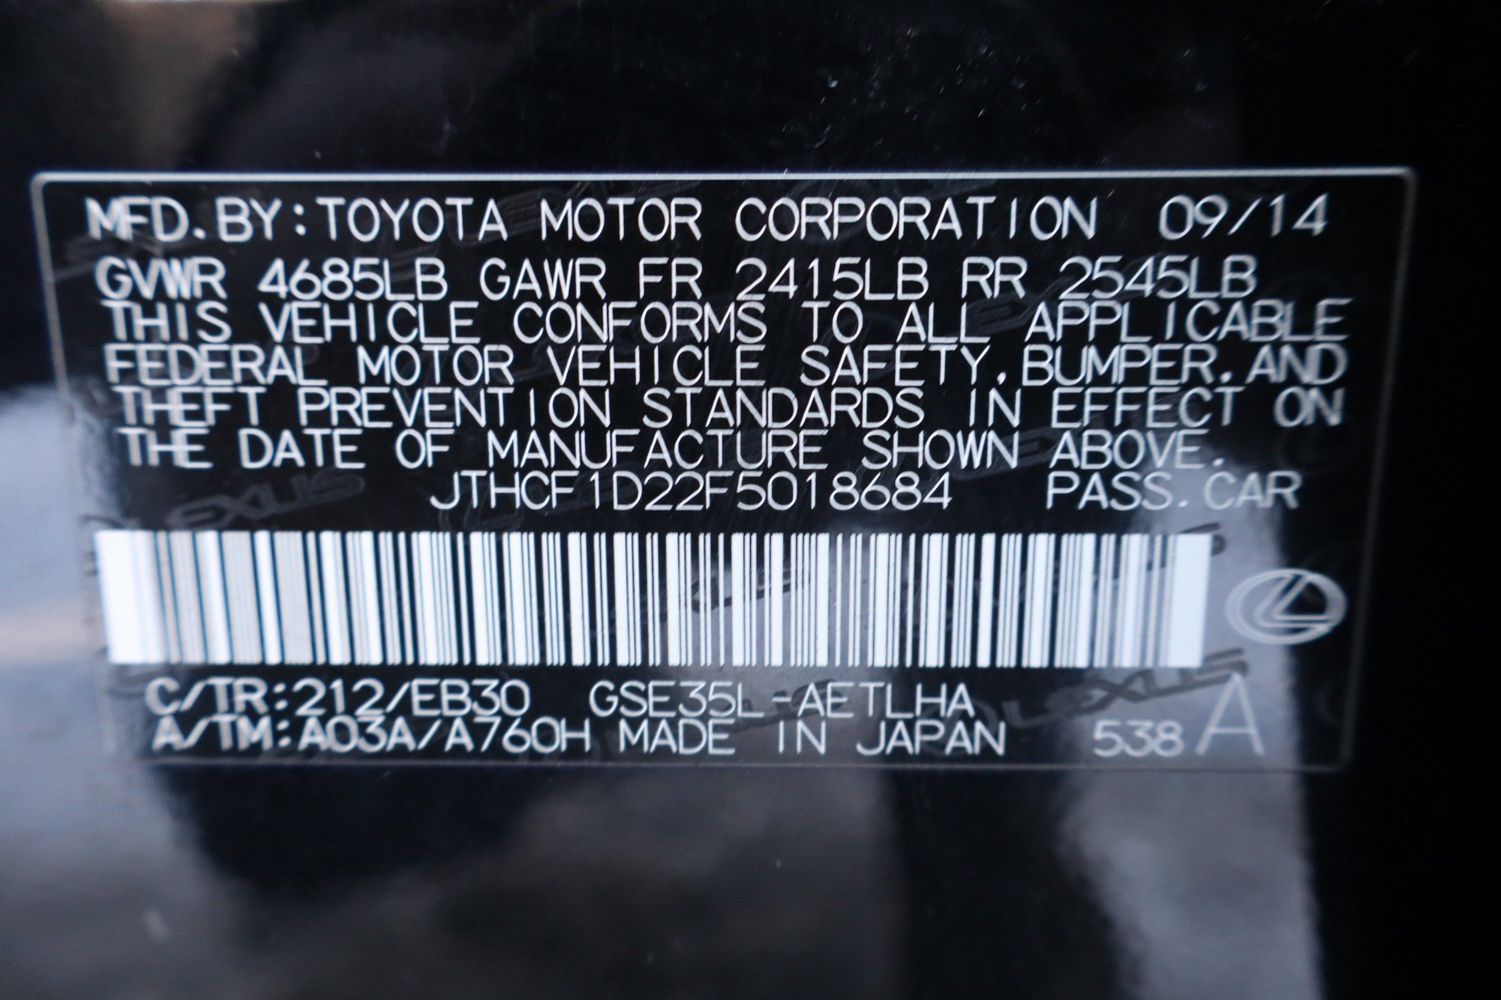 MFD. BY: TOYOTA MOTOR CORPORATION 09/14
GVWR 4685LB GAWR FR 2415LB RR 2545LB
THIS VEHICLE CONFORMS TO ALL APPLICABLE
FEDERAL MOTOR VEHICLE SAFETY, BUMPER, AND
THEFT PREVENTION STANDARDS IN EFFECT ON
THE DATE OF MANUFACTURE SHOWN ABOVE.
JTHCF1D22F5018684 PASS. CAR
C/TR:212/EB30 GSE35L-AETLHA
A/TM:A03A/A760H MADE IN JAPAN 538 A